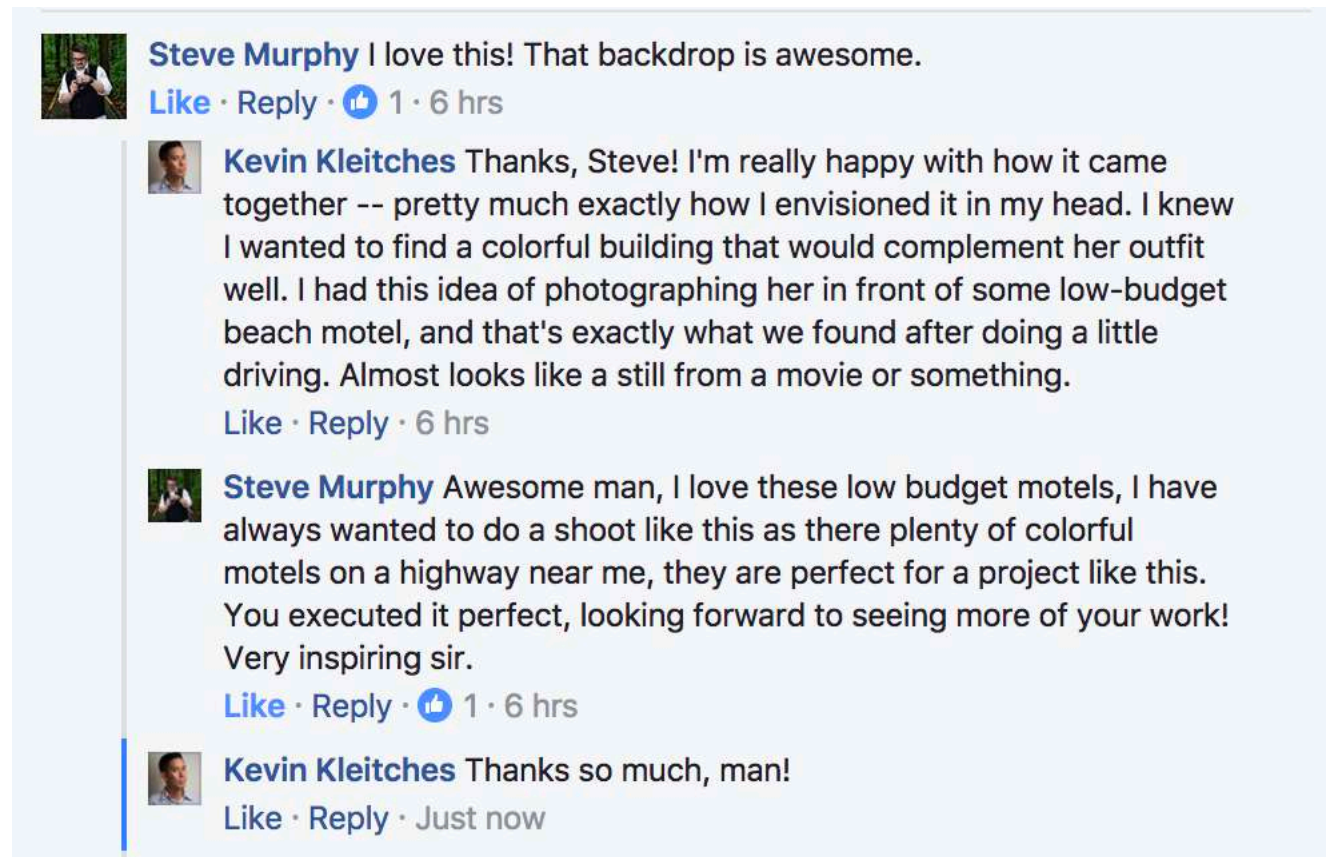 Steve Murphy I love this! That backdrop is awesome.
Like · Reply · 1 · 6 hrs
Kevin Kleitches Thanks, Steve! I'm really happy with how it came
together -- pretty much exactly how I envisioned it in my head. I knew
I wanted to find a colorful building that would complement her outfit
well. I had this idea of photographing her in front of some low-budget
beach motel, and that's exactly what we found after doing a little
driving. Almost looks like a still from a movie or something.
Like · Reply · 6 hrs
Steve Murphy Awesome man, I love these low budget motels, I have
always wanted to do a shoot like this as there plenty of colorful
motels on a highway near me, they are perfect for a project like this.
You executed it perfect, looking forward to seeing more of your work!
Very inspiring sir.
Like · Reply · 1 · 6 hrs
Kevin Kleitches Thanks so much, man!
Like · Reply · Just now